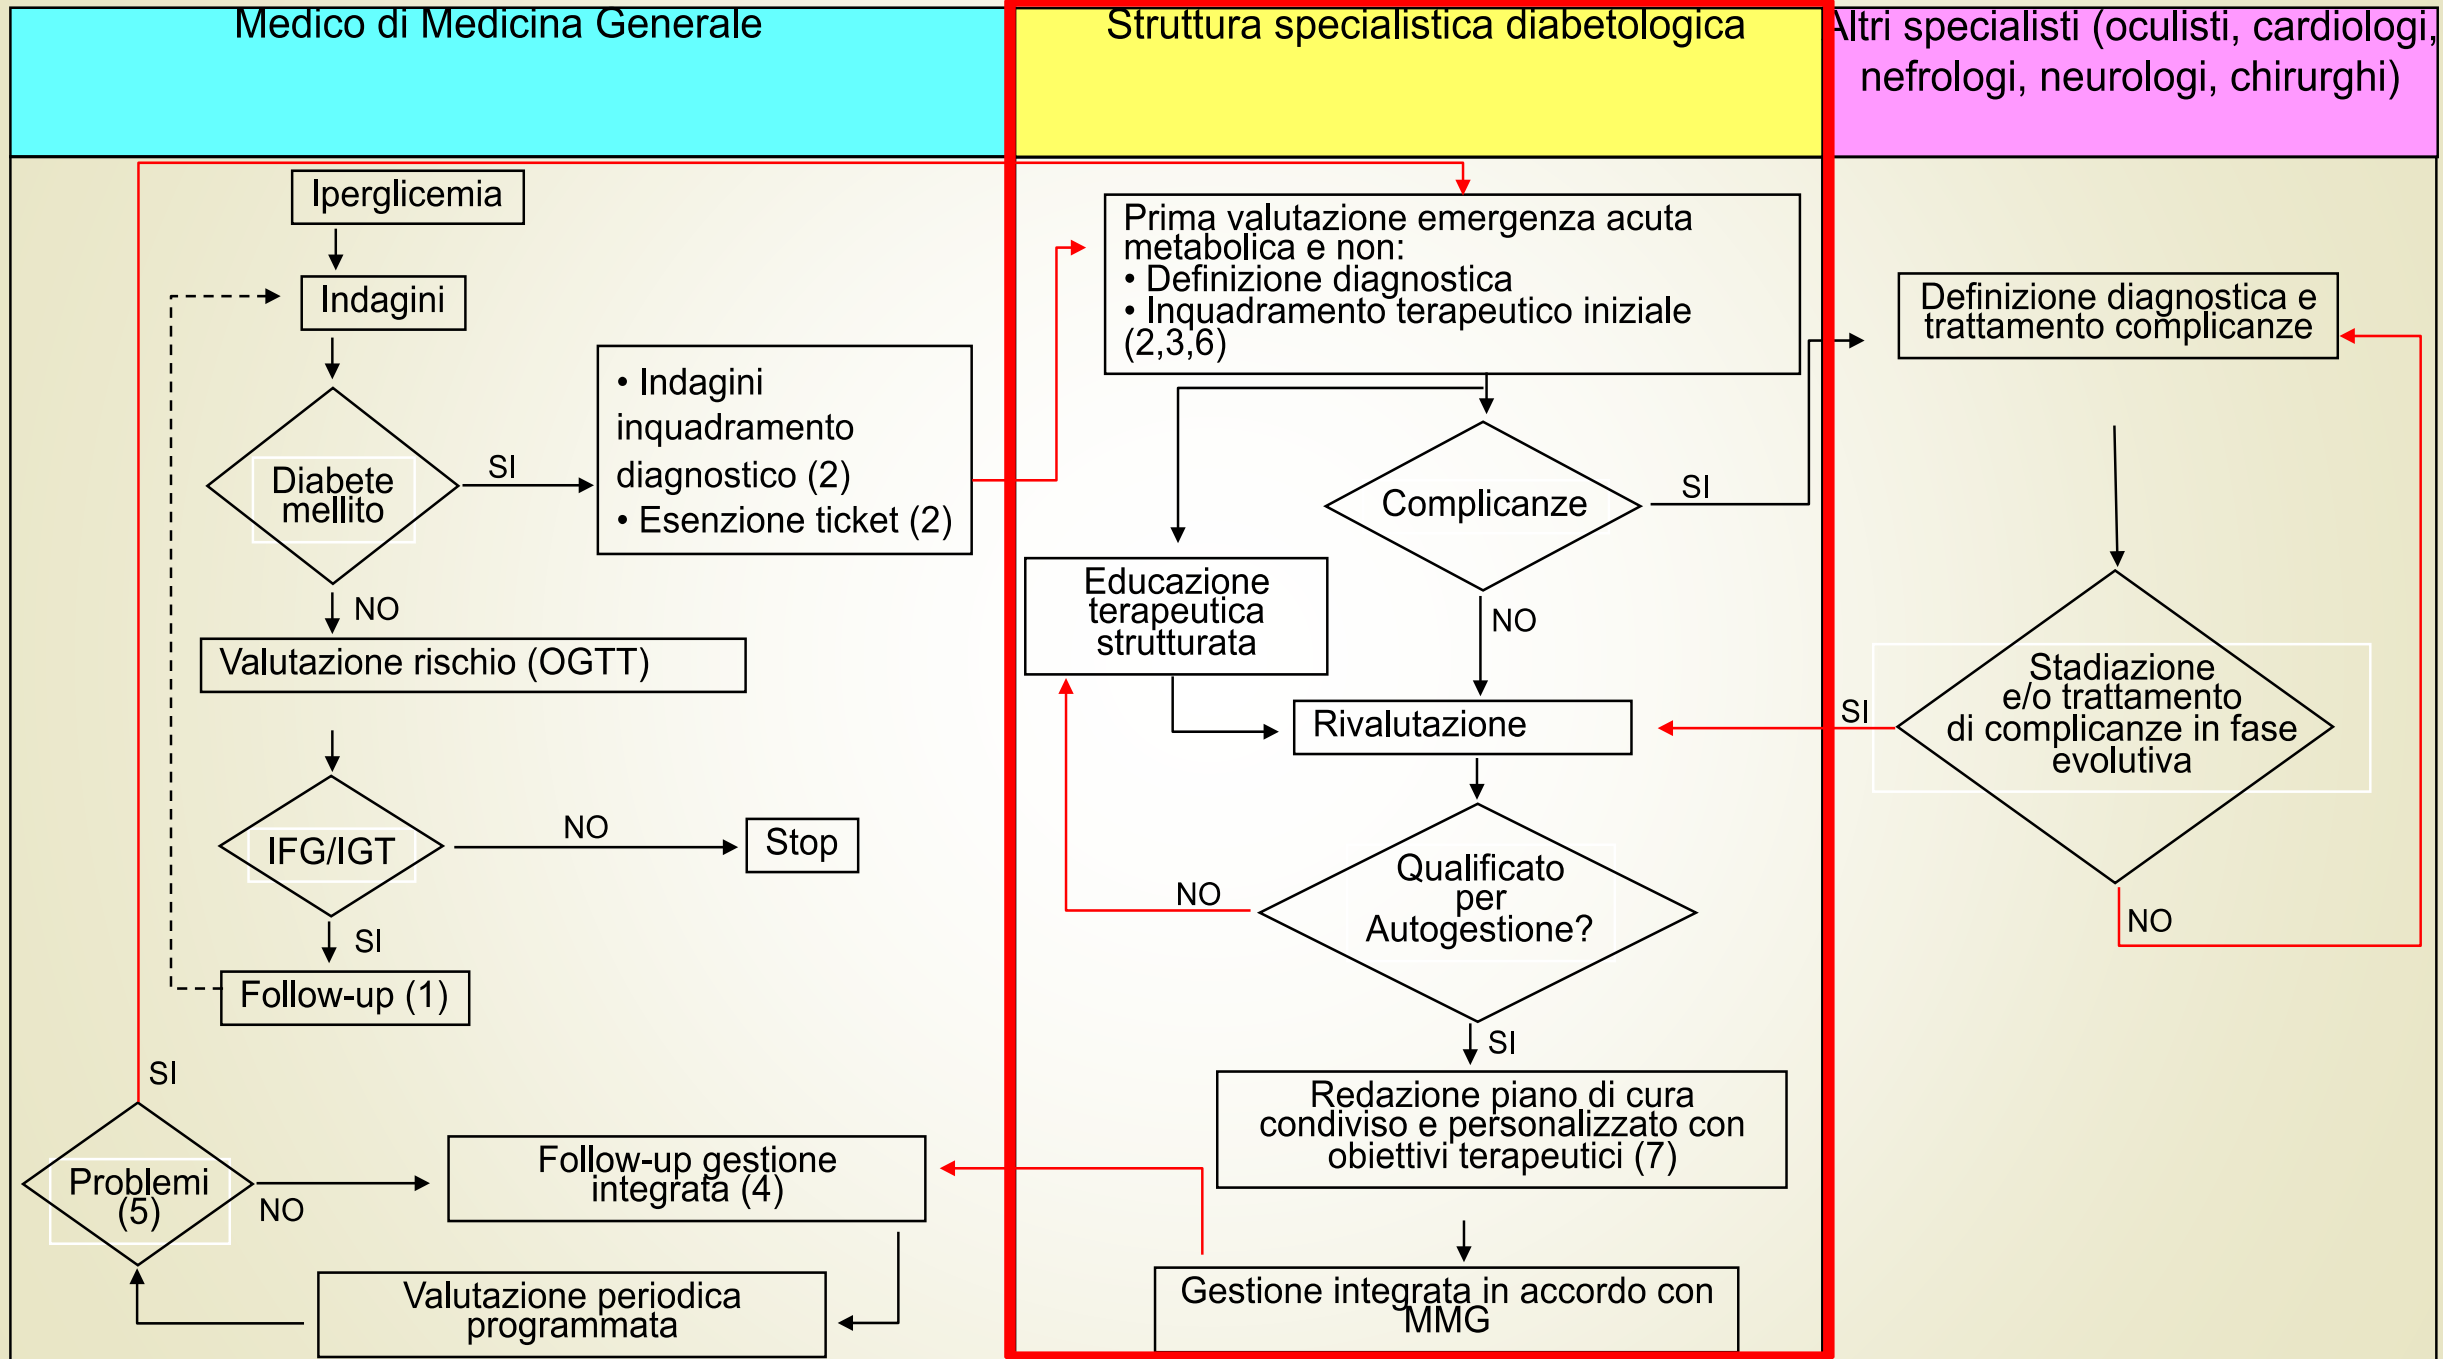 Medico di Medicina Generale
Struttura specialistica diabetologica
Altri specialisti (oculisti, cardiologi,
nefrologi, neurologi, chirurghi)
Iperglicemia
Indagini
Diabete
mellito
SI
• Indagini
inquadramento
diagnostico (2)
• Esenzione ticket (2)
NO
Valutazione rischio (OGTT)
IFG/IGT
NO
Stop
SI
Follow-up (1)
SI
Problemi
(5)
NO
Follow-up gestione
integrata (4)
Valutazione periodica
programmata
Prima valutazione emergenza acuta
metabolica e non:
• Definizione diagnostica
• Inquadramento terapeutico iniziale
(2,3,6)
Complicanze
SI
NO
Educazione
terapeutica
strutturata
Rivalutazione
Qualificato
per
Autogestione?
NO
SI
Redazione piano di cura
condiviso e personalizzato con
obiettivi terapeutici (7)
Gestione integrata in accordo con
MMG
Definizione diagnostica e
trattamento complicanze
Stadiazione
e/o trattamento
di complicanze in fase
evolutiva
SI
NO